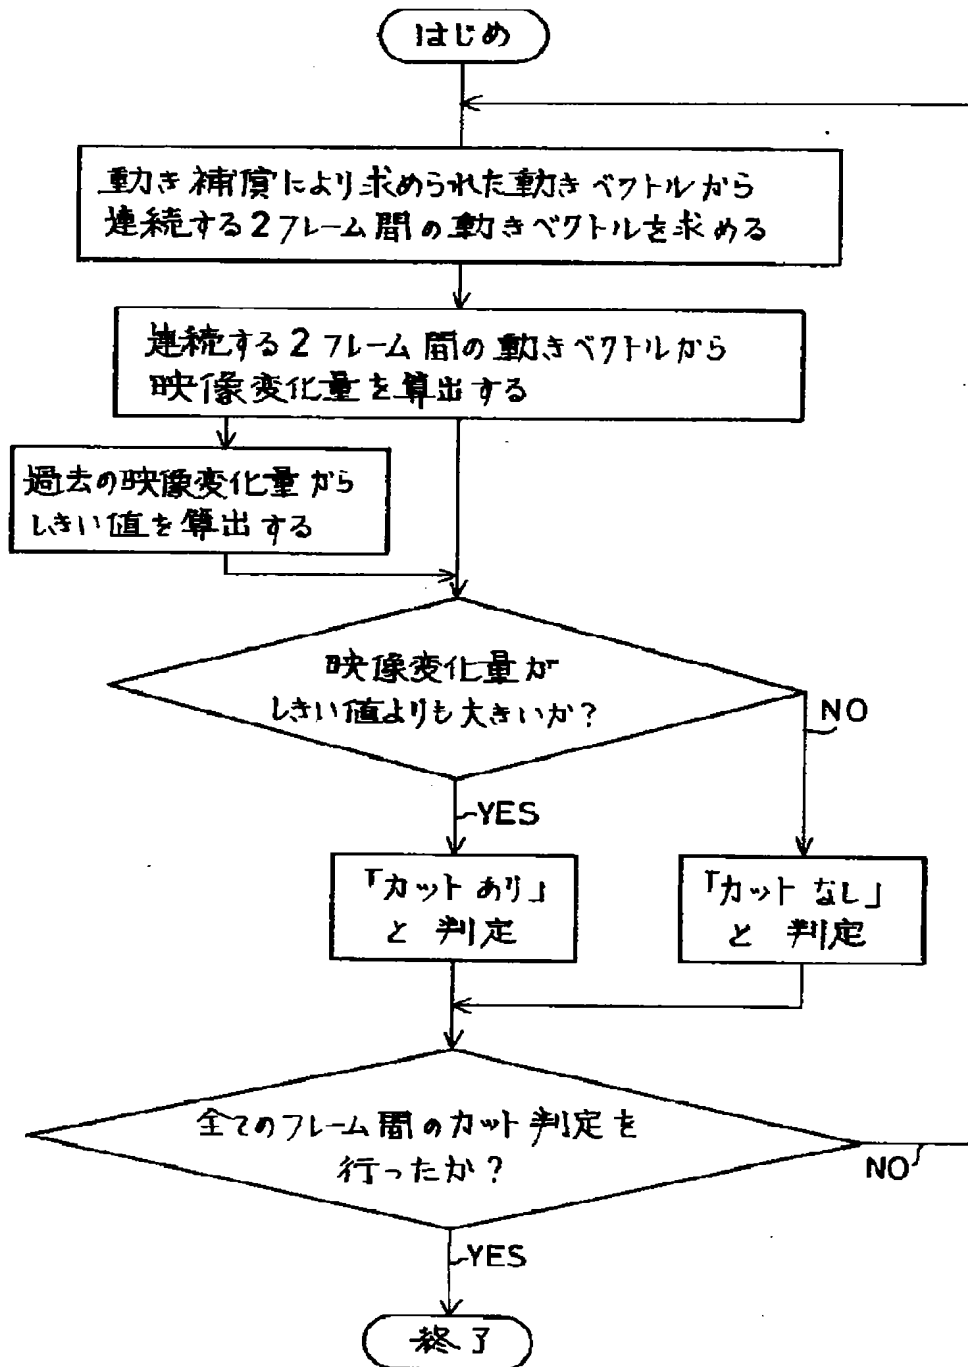 はじめ
動き補償により求められた動きベクトルから
連続する2フレーム間の動きベクトルを求める
連続する2フレーム間の動きベクトルから
映像変化量を算出する
過去の映像変化量から
しきい値を算出する
映像変化量が
しきい値よりも大きいか?
NO
YES
「カットあり」
と判定
「カットなし」
と判定
全てのフレーム間のカット判定を
行ったか?
NO
YES
終了